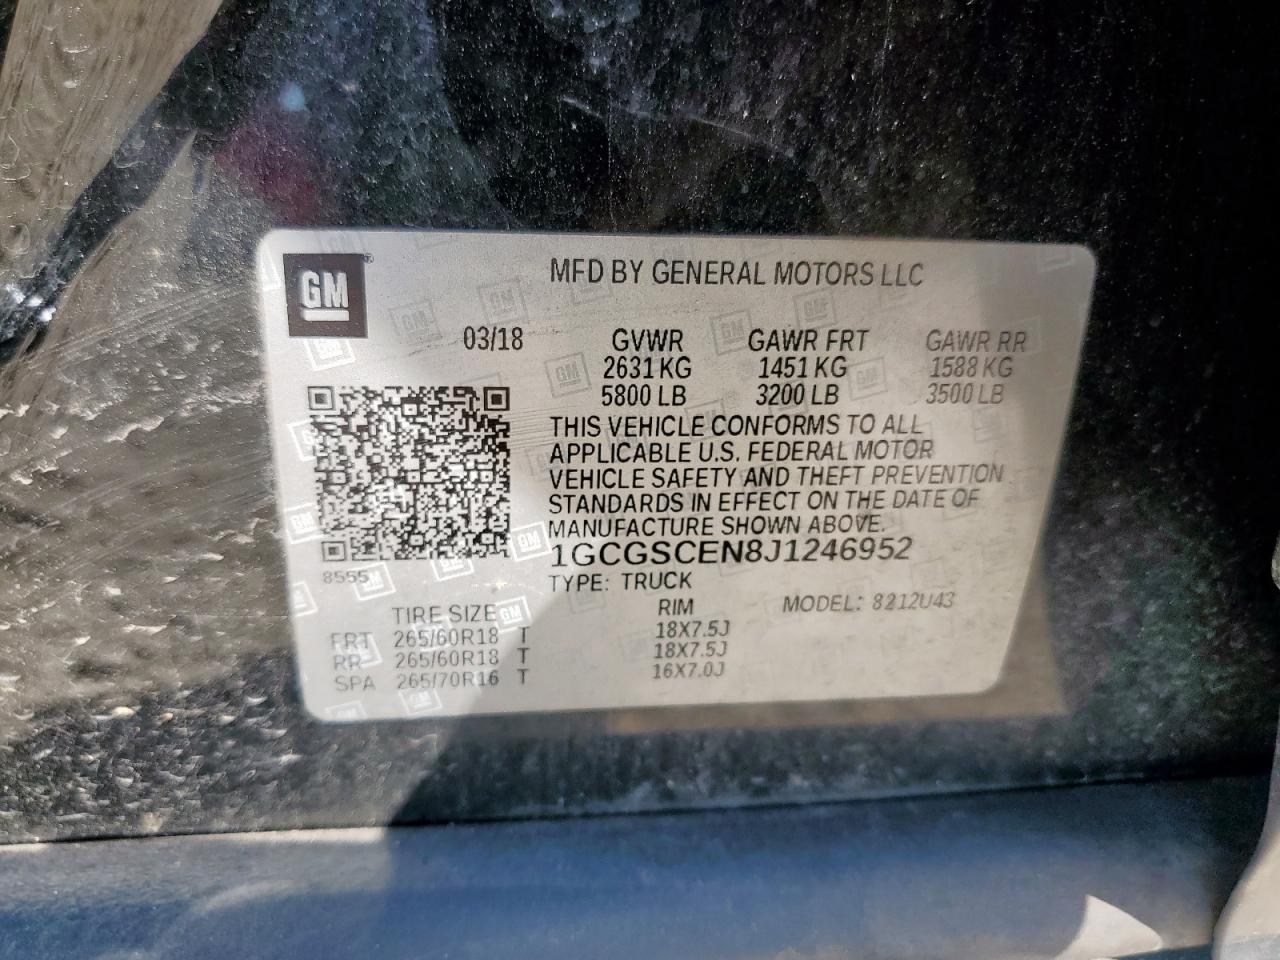 GM
MFD BY GENERAL MOTORS LLC
03/18 GVWR GAWR FRT GAWR RR
2631 KG 1451 KG 1588 KG
5800 LB 3200 LB 3500 LB
THIS VEHICLE CONFORMS TO ALL
APPLICABLE U.S. FEDERAL MOTOR
VEHICLE SAFETY AND THEFT PREVENTION
STANDARDS IN EFFECT ON THE DATE OF
MANUFACTURE SHOWN ABOVE.
1GCGSCEN8J1246952
8555 TYPE: TRUCK MODEL: 8212U43
TIRE SIZE RIM
FRT 265/60R18 T 18X7.5J
RR 265/60R18 T 18X7.5J
SPA 265/70R16 T 16X7.0J